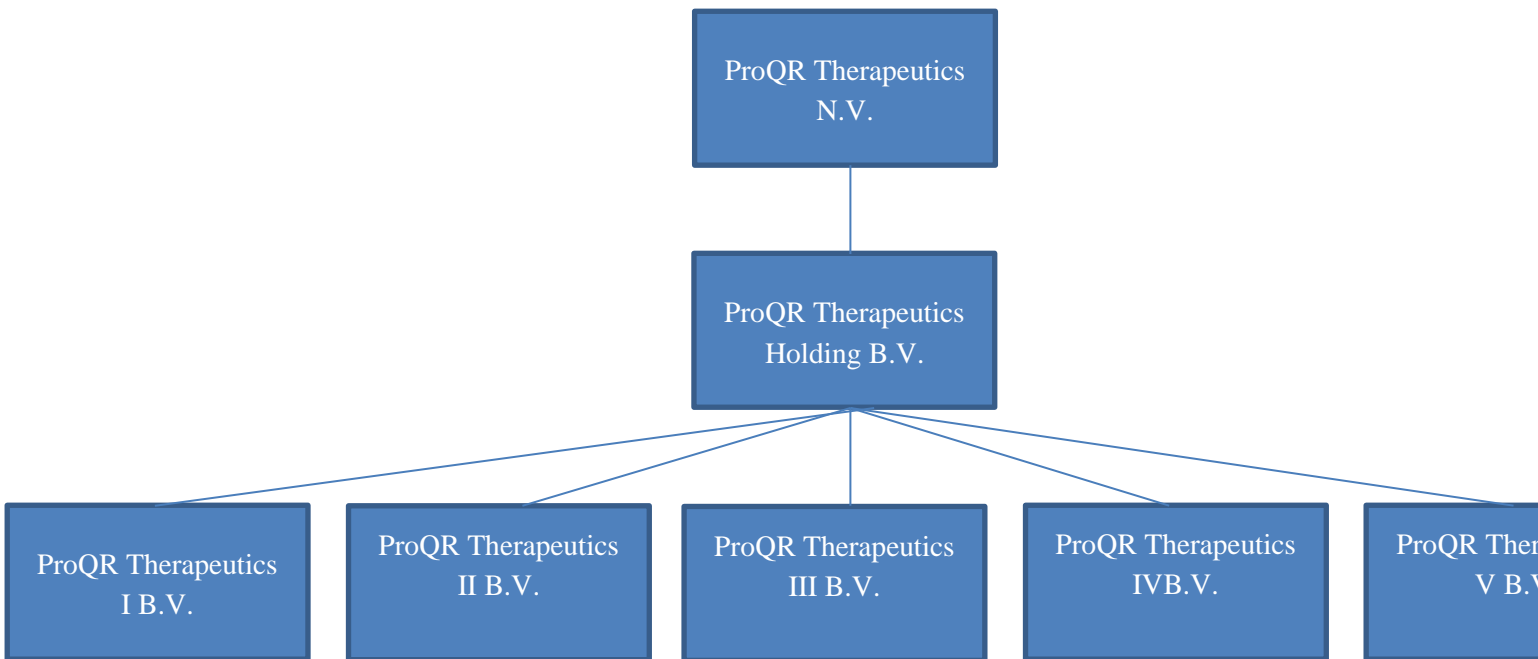 ProQR Therapeutics
N.V.
ProQR Therapeutics
Holding B.V.
ProQR Therapeutics
I B.V.
ProQR Therapeutics
II B.V.
ProQR Therapeutics
III B.V.
ProQR Therapeutics
IVB.V.
ProQR
V B.